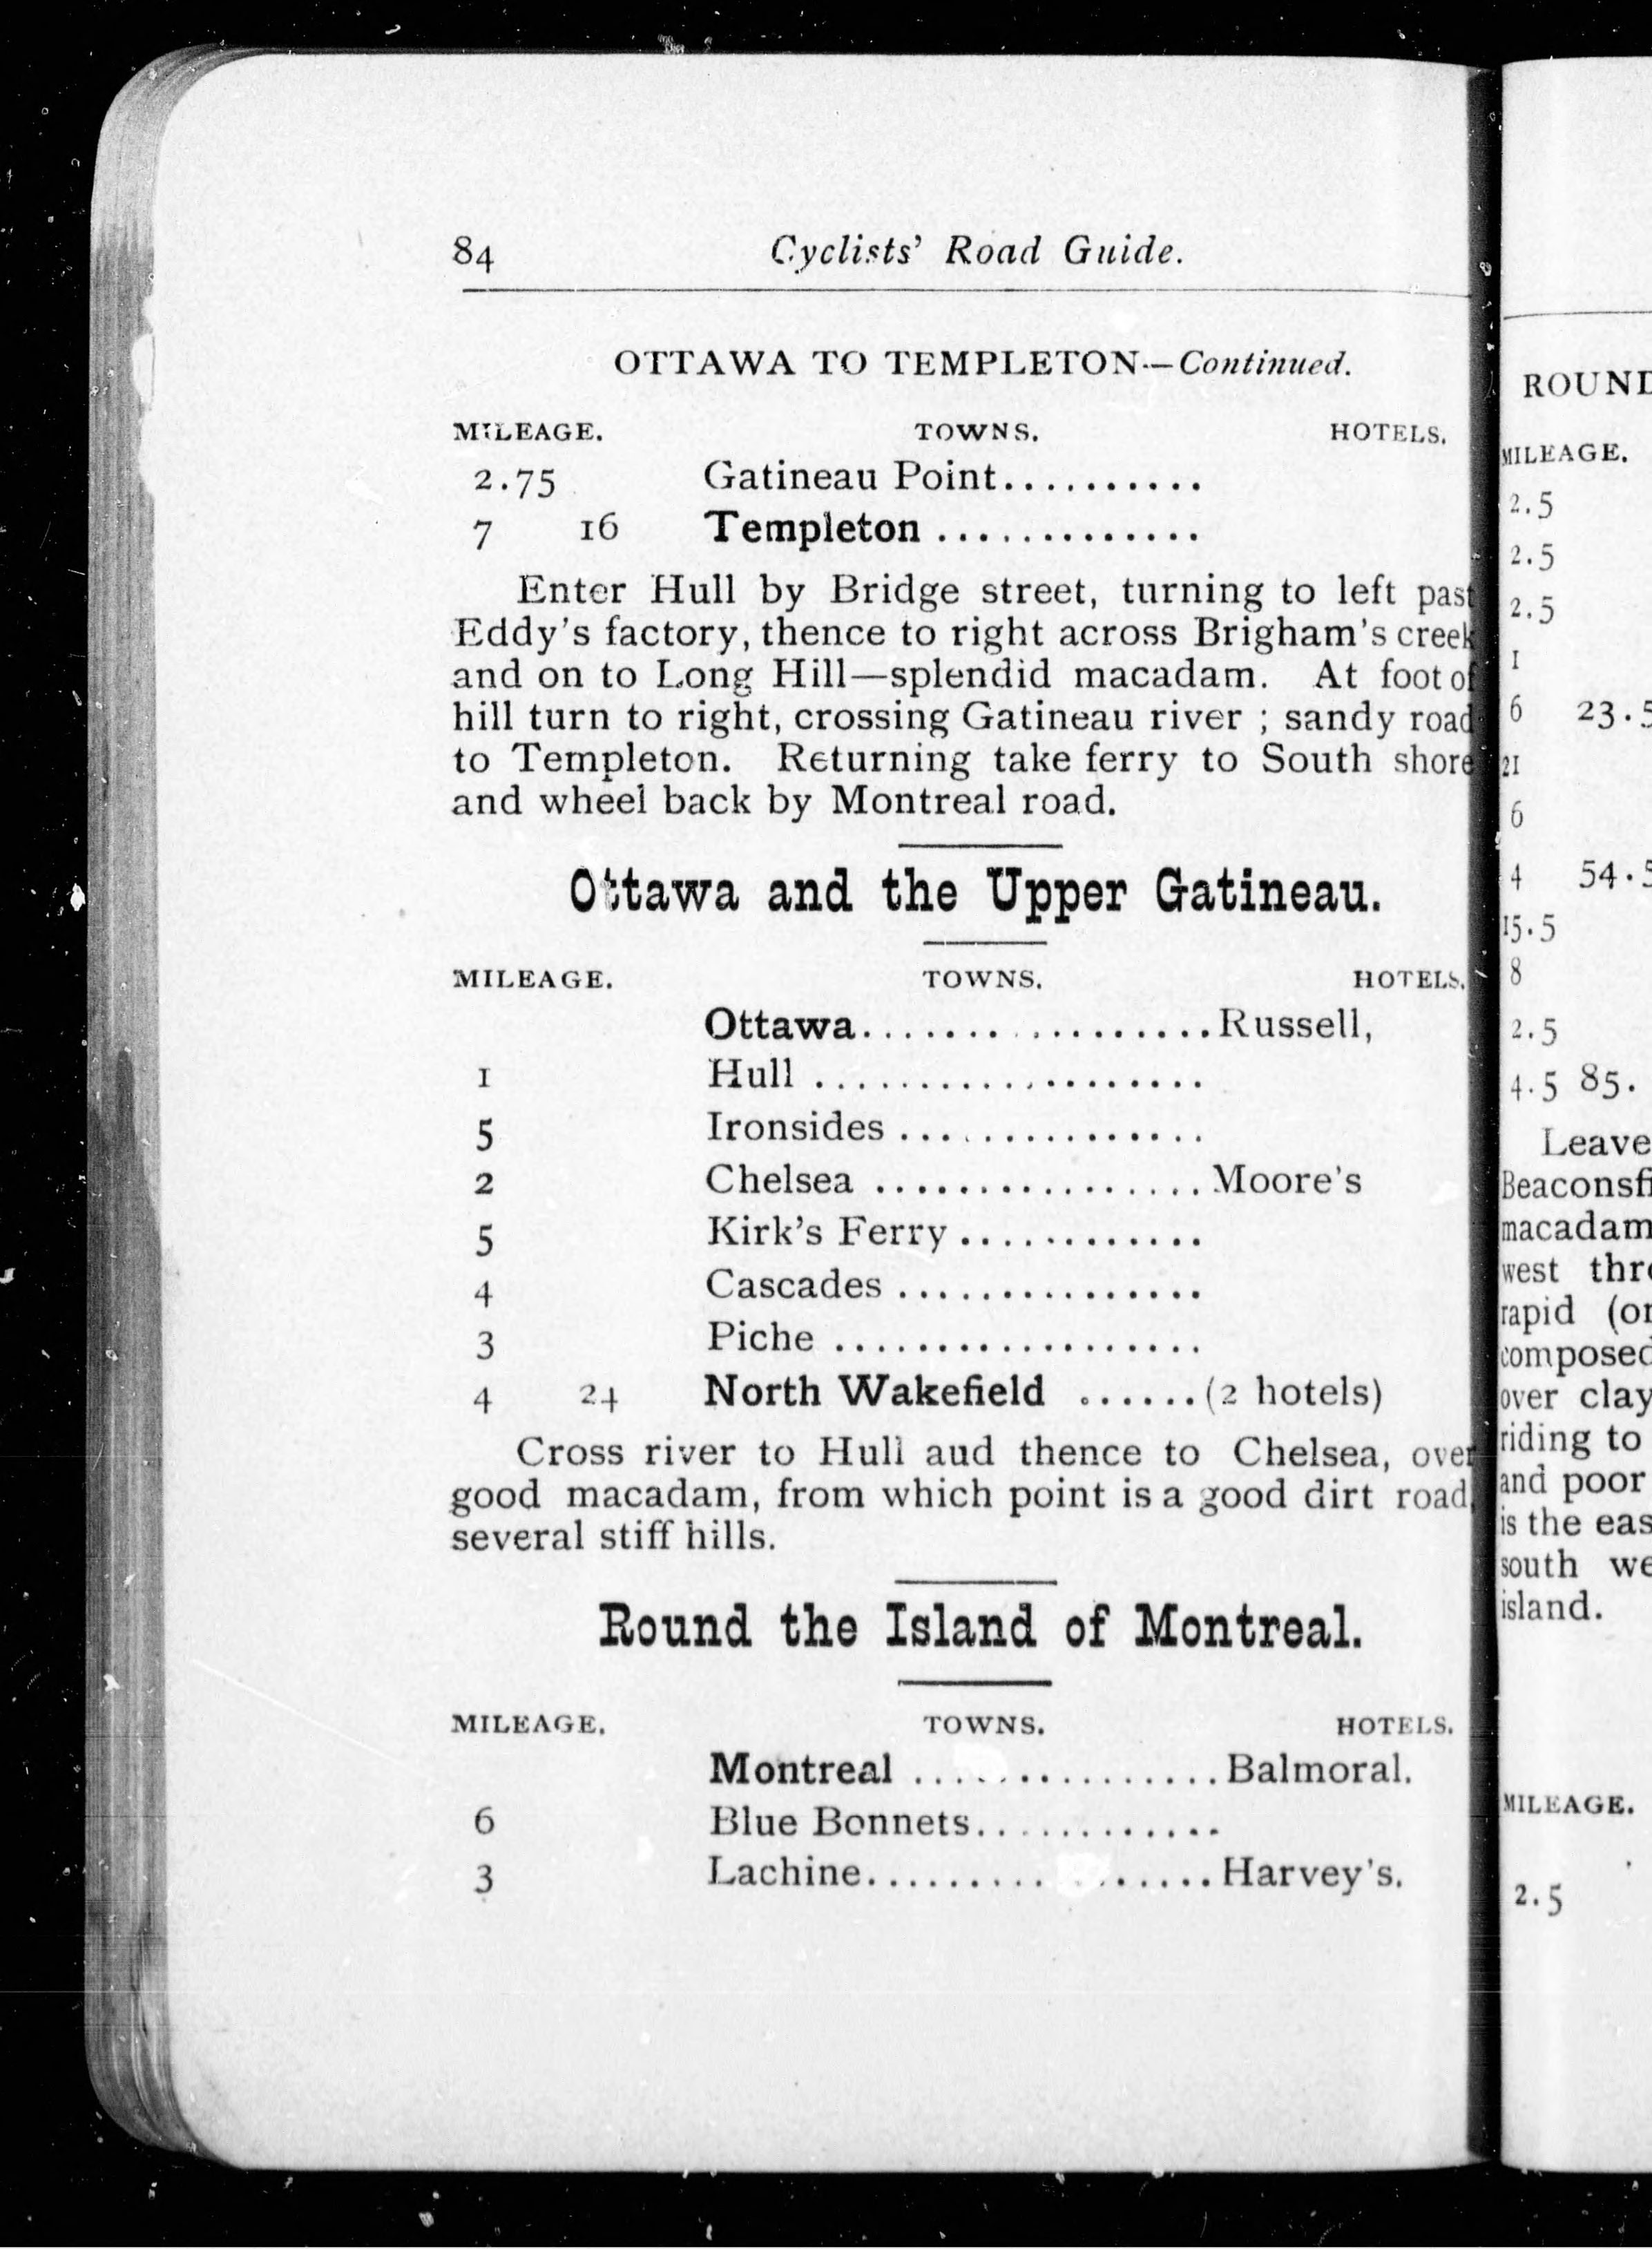 84 Cyclists' Road Guide.
OTTAWA TO TEMPLETON—Continued.
MILEAGE. TOWNS. HOTELS.
2.75 Gatineau Point..........
7 16 Templeton .............
Enter Hull by Bridge street, turning to left past
Eddy's factory, thence to right across Brigham's creek
and on to Long Hill—splendid macadam. At foot of
hill turn to right, crossing Gatineau river ; sandy road
to Templeton. Returning take ferry to South shore
and wheel back by Montreal road.
Ottawa and the Upper Gatineau.
MILEAGE. TOWNS. HOTELS.
Ottawa.................Russell,
1 Hull ...................
5 Ironsides ...............
2 Chelsea ................Moore's
5 Kirk's Ferry ............
4 Cascades ...............
3 Piche ..................
4 24 North Wakefield ......(2 hotels)
Cross river to Hull aud thence to Chelsea, over
good macadam, from which point is a good dirt road,
several stiff hills.
Round the Island of Montreal.
MILEAGE. TOWNS. HOTELS.
Montreal ...............Balmoral.
6 Blue Bonnets............
3 Lachine.................Harvey's.
ROUND
MILEAGE.
2.5
2.5
2.5
1
6 23.5
21
6
4 54.5
15.5
8
2.5
4.5 85.
Leave
Beaconsfi
macadam
west thr
rapid (or
composed
over clay
riding to
and poor
is the eas
south we
island.
MILEAGE.
2.5